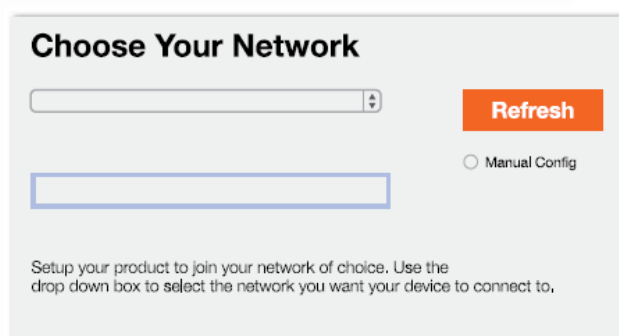 Choose Your Network
Refresh
Manual Config
Setup your product to join your network of choice. Use the
drop down box to select the network you want your device to connect to.